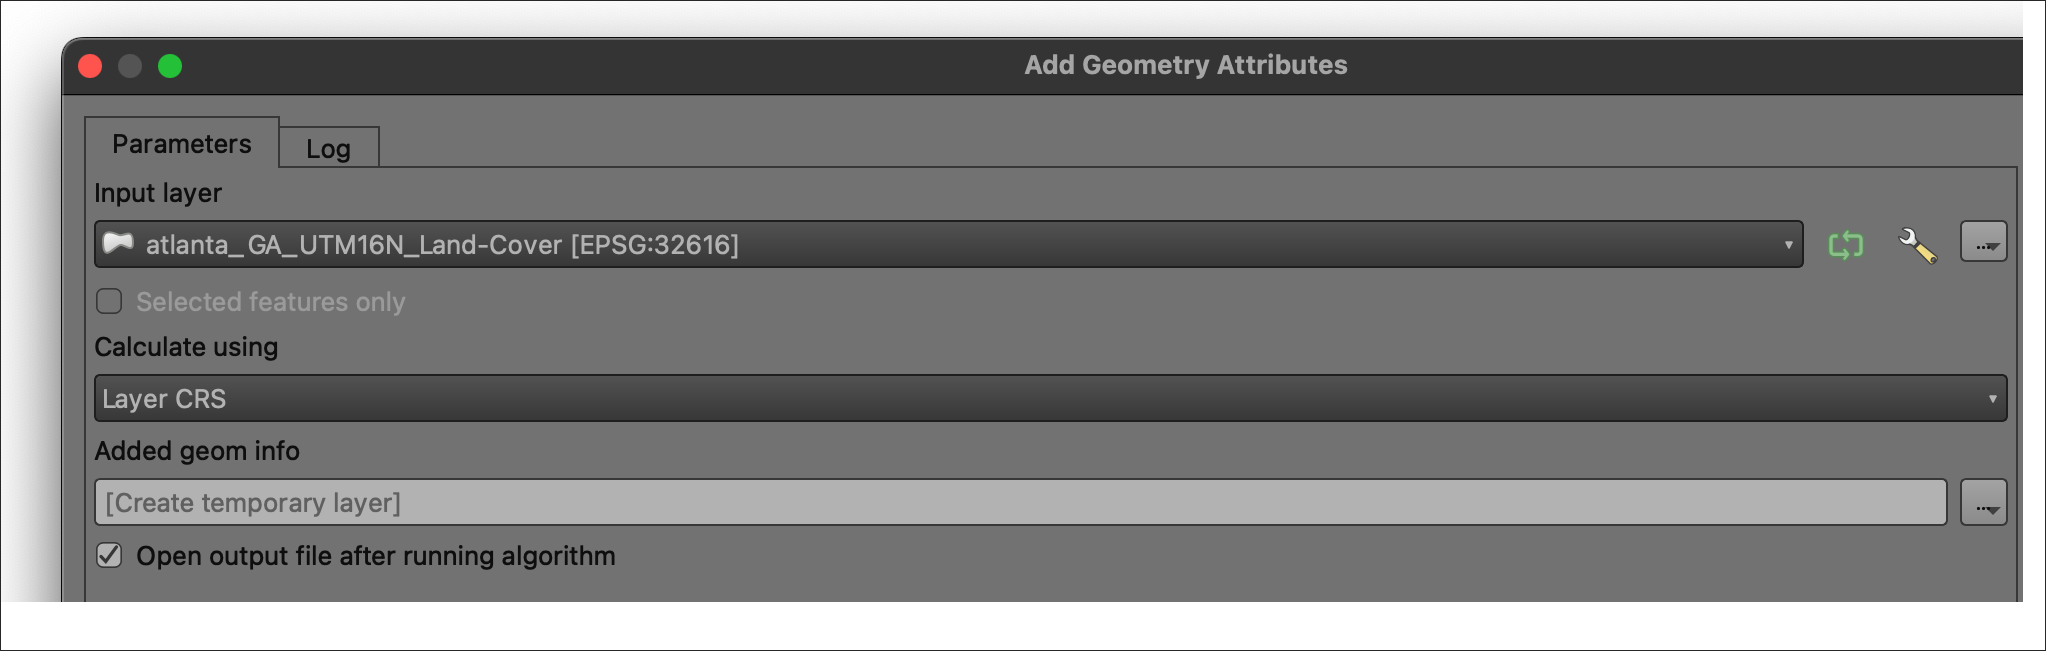 Add Geometry Attributes
Parameters
Log
Input layer
atlanta_GA_UTM16N_Land-Cover [EPSG:32616]
...
Selected features only
Calculate using
Layer CRS
Added geom info
[Create temporary layer]
...
Open output file after running algorithm